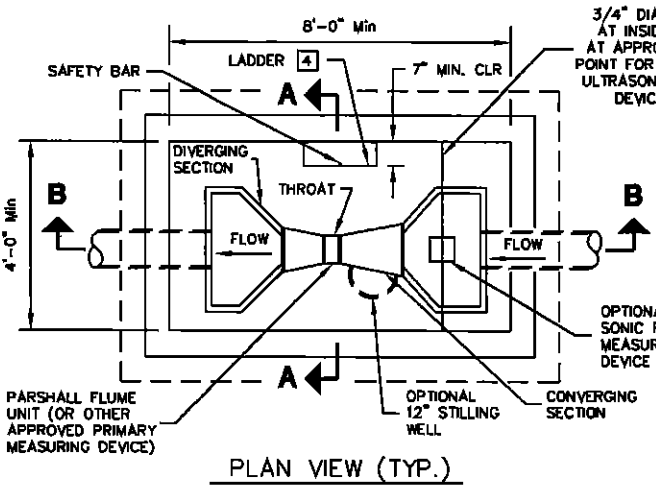 8'-0" Min
3/4" DIA
AT INSID
AT APPRO
POINT FOR
ULTRASON
DEVIC
SAFETY BAR
LADDER 4
7" MIN. CLR
A
DIVERGING
SECTION
THROAT
B
B
4'-0" Min
FLOW
FLOW
OPTIONA
SONIC F
MEASUR
DEVICE
A
PARSHALL FLUME
UNIT (OR OTHER
APPROVED PRIMARY
MEASURING DEVICE)
OPTIONAL
12" STILLING
WELL
CONVERGING
SECTION
PLAN VIEW (TYP.)